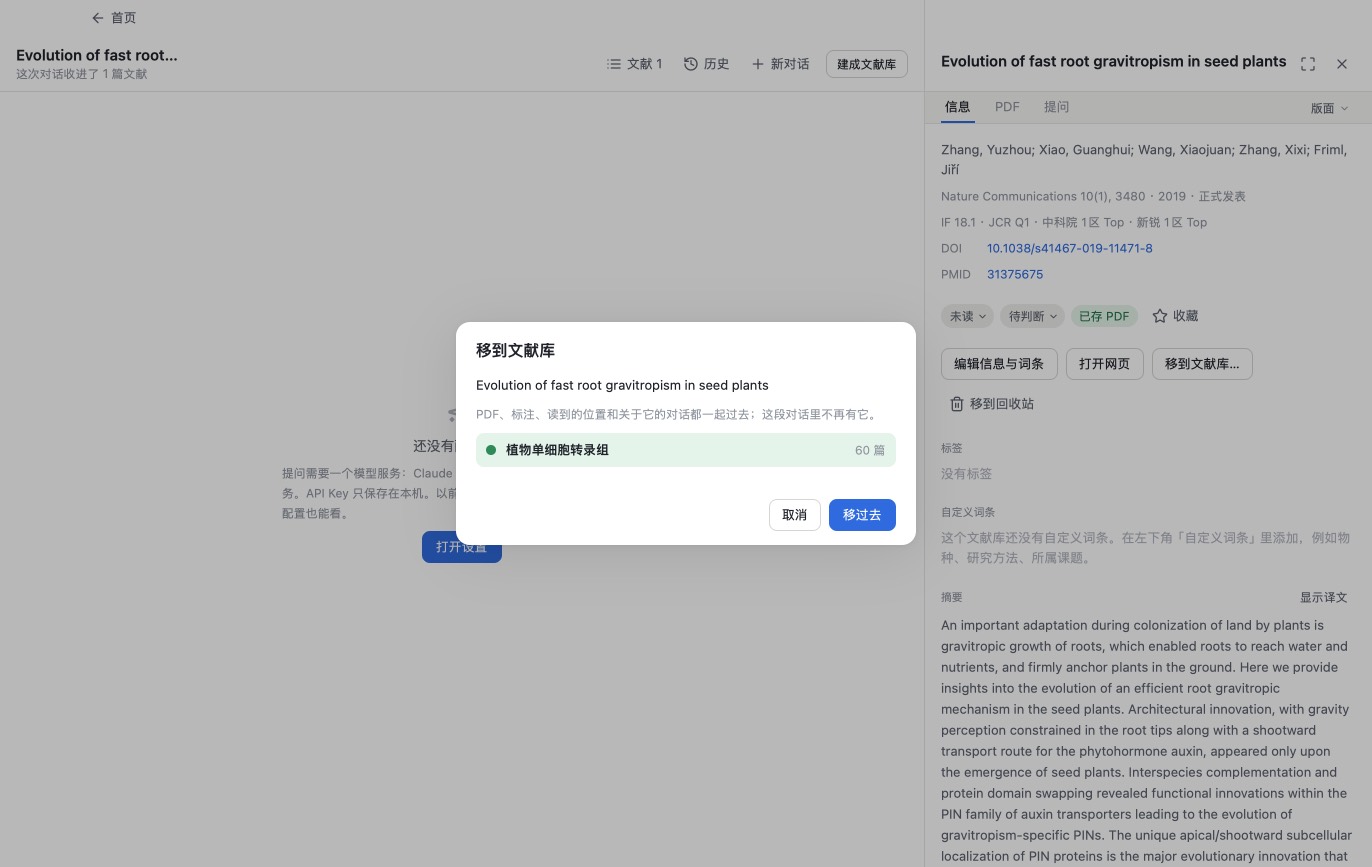 首页
Evolution of fast root...
这次对话收进了 1 篇文献
文献 1
历史
新对话
建成文献库
还没有
提问需要一个模型服务：Claude
务。API Key 只保存在本机。以前
配置也能看。
打开设置
移到文献库
Evolution of fast root gravitropism in seed plants
PDF、标注、读到的位置和关于它的对话都一起过去；这段对话里不再有它。
植物单细胞转录组
60 篇
取消
移过去
Evolution of fast root gravitropism in seed plants
信息
PDF
提问
版面
Zhang, Yuzhou; Xiao, Guanghui; Wang, Xiaojuan; Zhang, Xixi; Friml,
Jiří
Nature Communications 10(1), 3480 · 2019 · 正式发表
IF 18.1 · JCR Q1 · 中科院 1区 Top · 新锐 1区 Top
DOI 10.1038/s41467-019-11471-8
PMID 31375675
未读
待判断
已存 PDF
收藏
编辑信息与词条
打开网页
移到文献库...
移到回收站
标签
没有标签
自定义词条
这个文献库还没有自定义词条。在左下角「自定义词条」里添加，例如物
种、研究方法、所属课题。
摘要
显示译文
An important adaptation during colonization of land by plants is
gravitropic growth of roots, which enabled roots to reach water and
nutrients, and firmly anchor plants in the ground. Here we provide
insights into the evolution of an efficient root gravitropic
mechanism in the seed plants. Architectural innovation, with gravity
perception constrained in the root tips along with a shootward
transport route for the phytohormone auxin, appeared only upon
the emergence of seed plants. Interspecies complementation and
protein domain swapping revealed functional innovations within the
PIN family of auxin transporters leading to the evolution of
gravitropism-specific PINs. The unique apical/shootward subcellular
localization of PIN proteins is the major evolutionary innovation that